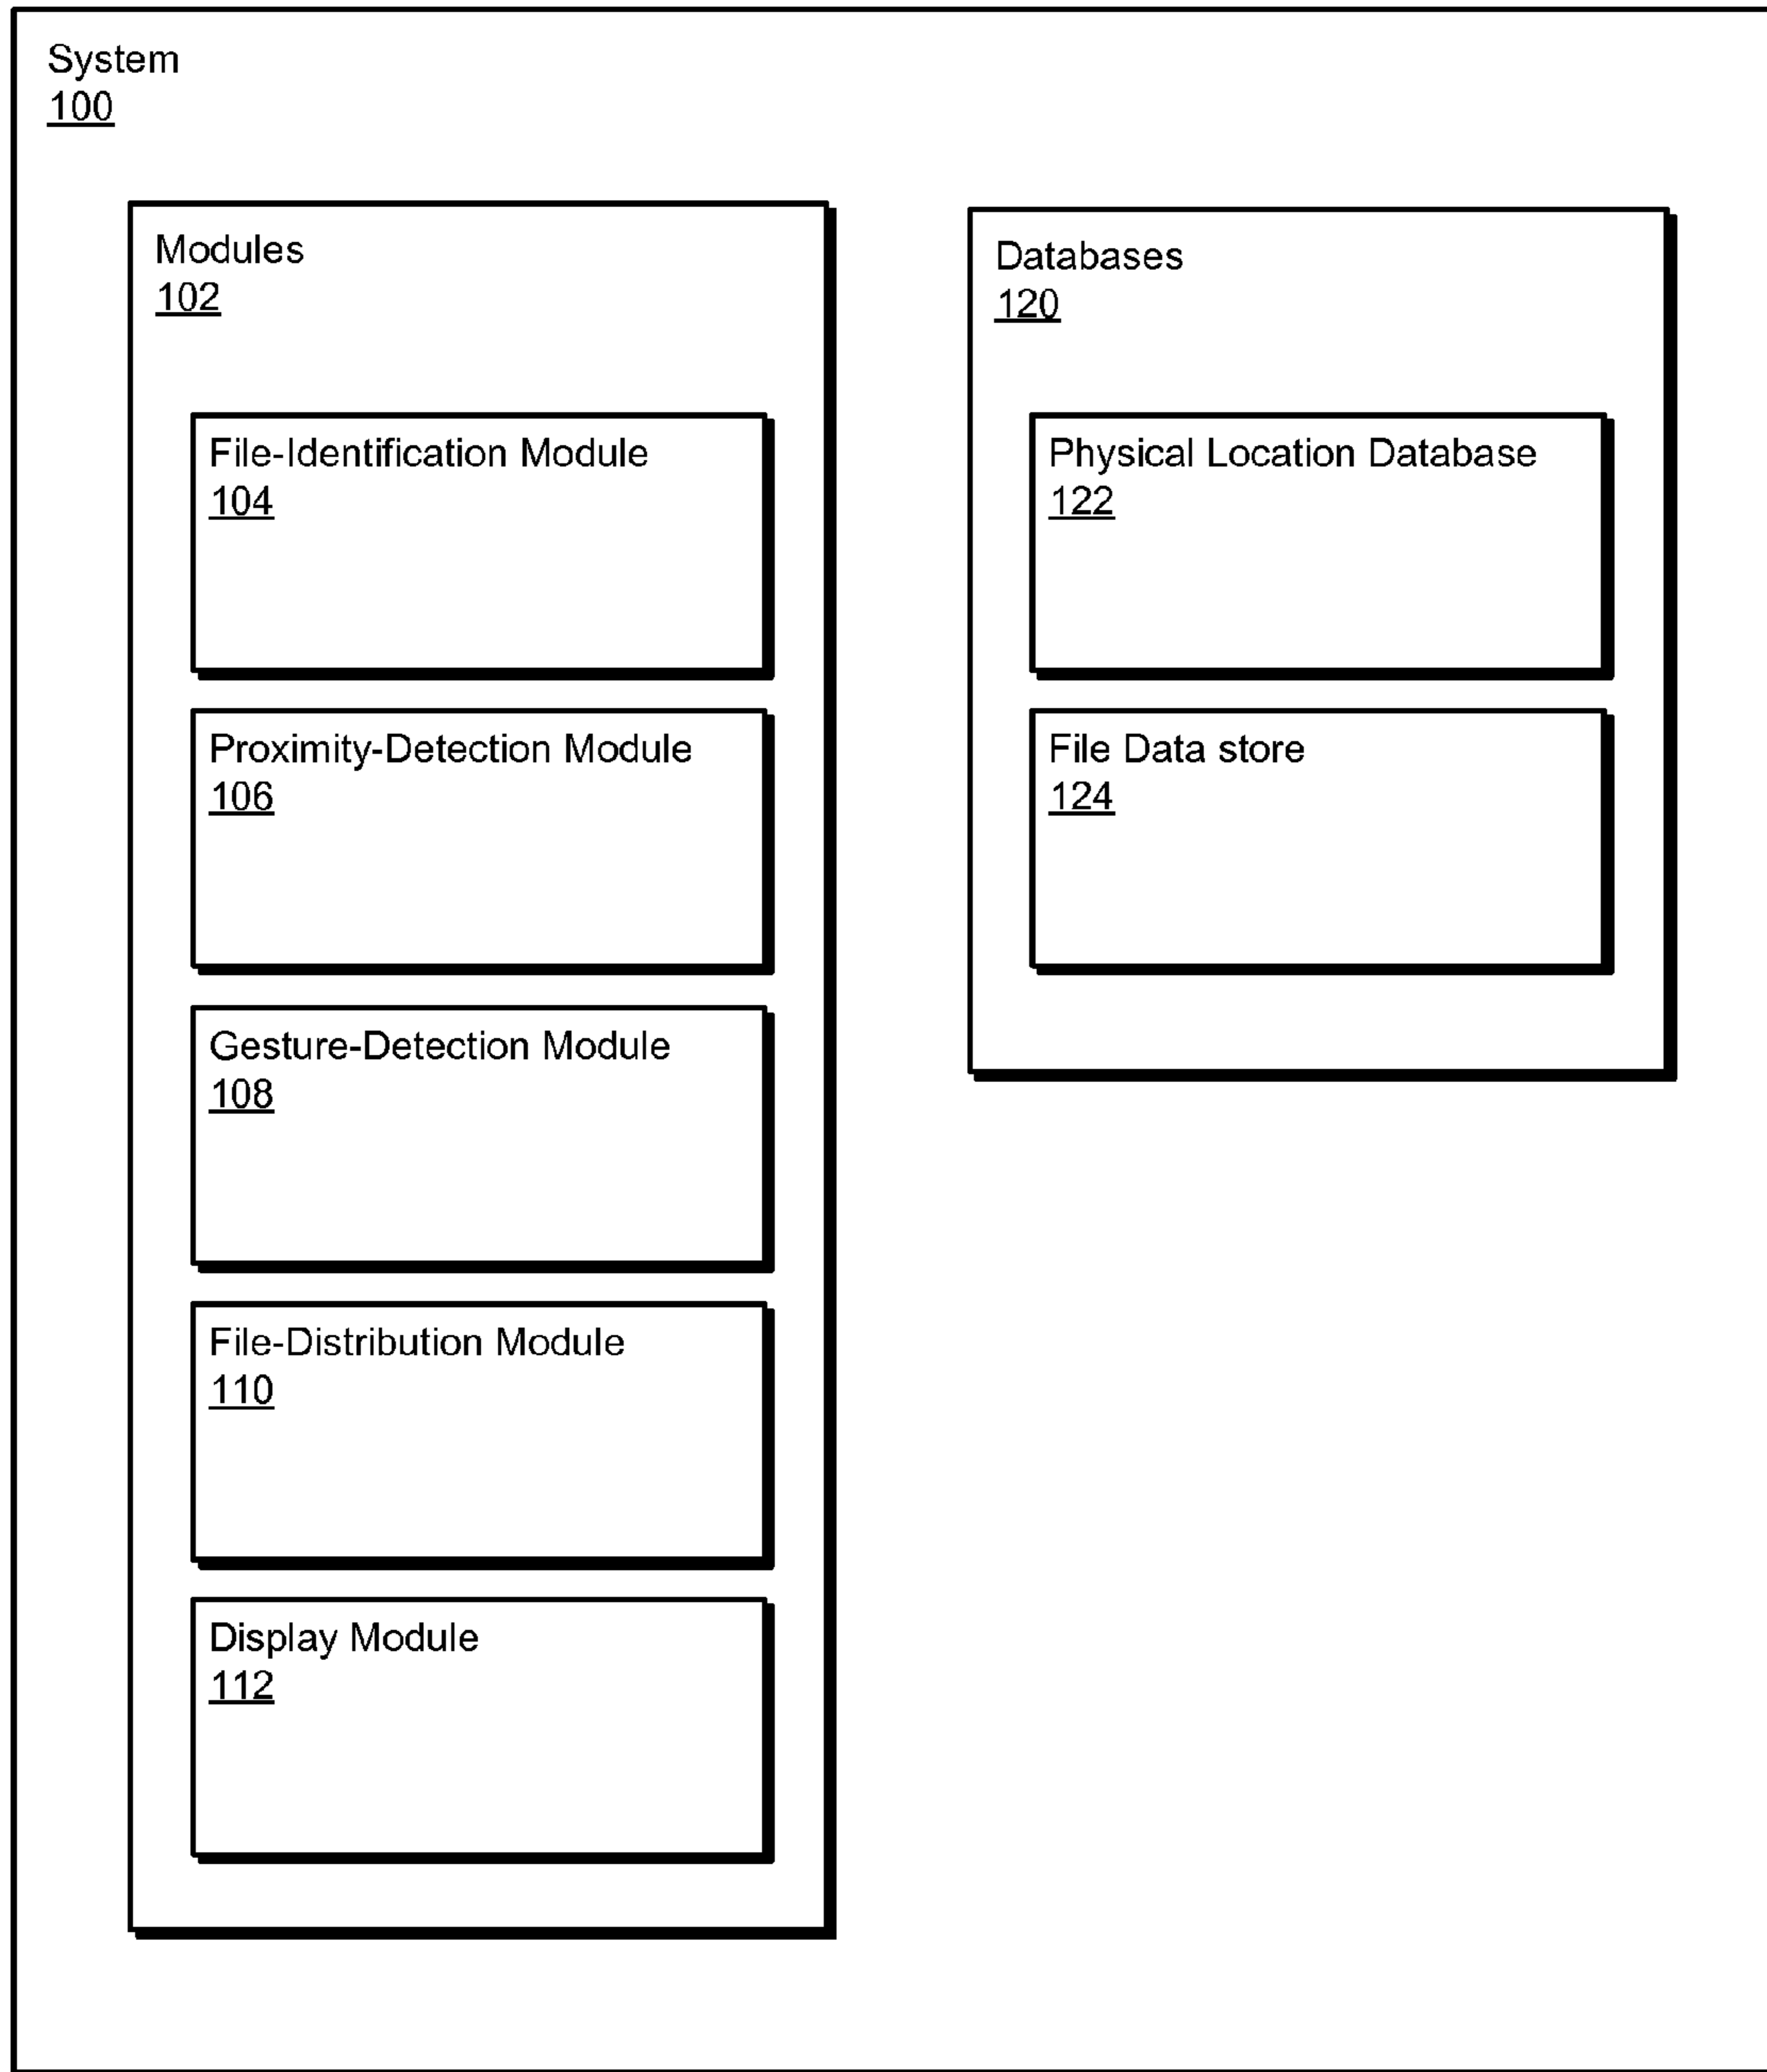 System
100
Modules
102
File-Identification Module
104
Proximity-Detection Module
106
Gesture-Detection Module
108
File-Distribution Module
110
Display Module
112
Databases
120
Physical Location Database
122
File Data store
124